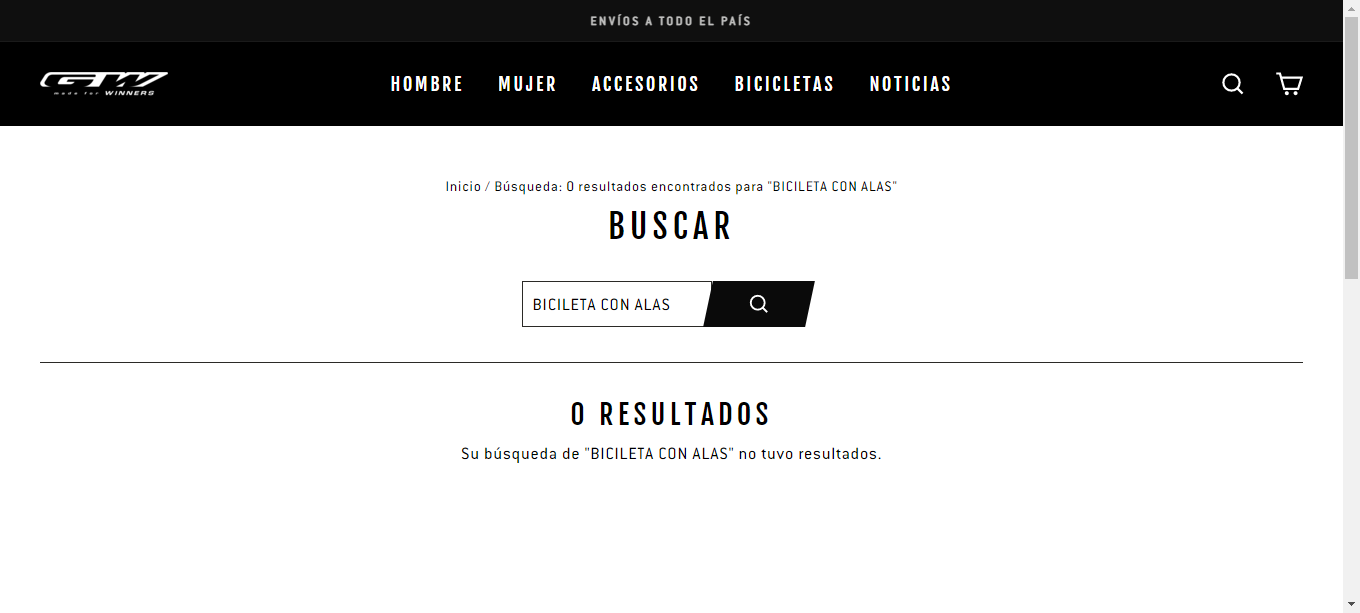 ENVÍOS A TODO EL PAÍS
GW
made for WINNERS
HOMBRE MUJER ACCESORIOS BICICLETAS NOTICIAS
Inicio / Búsqueda: 0 resultados encontrados para "BICILETA CON ALAS"
BUSCAR
BICILETA CON ALAS
0 RESULTADOS
Su búsqueda de "BICILETA CON ALAS" no tuvo resultados.